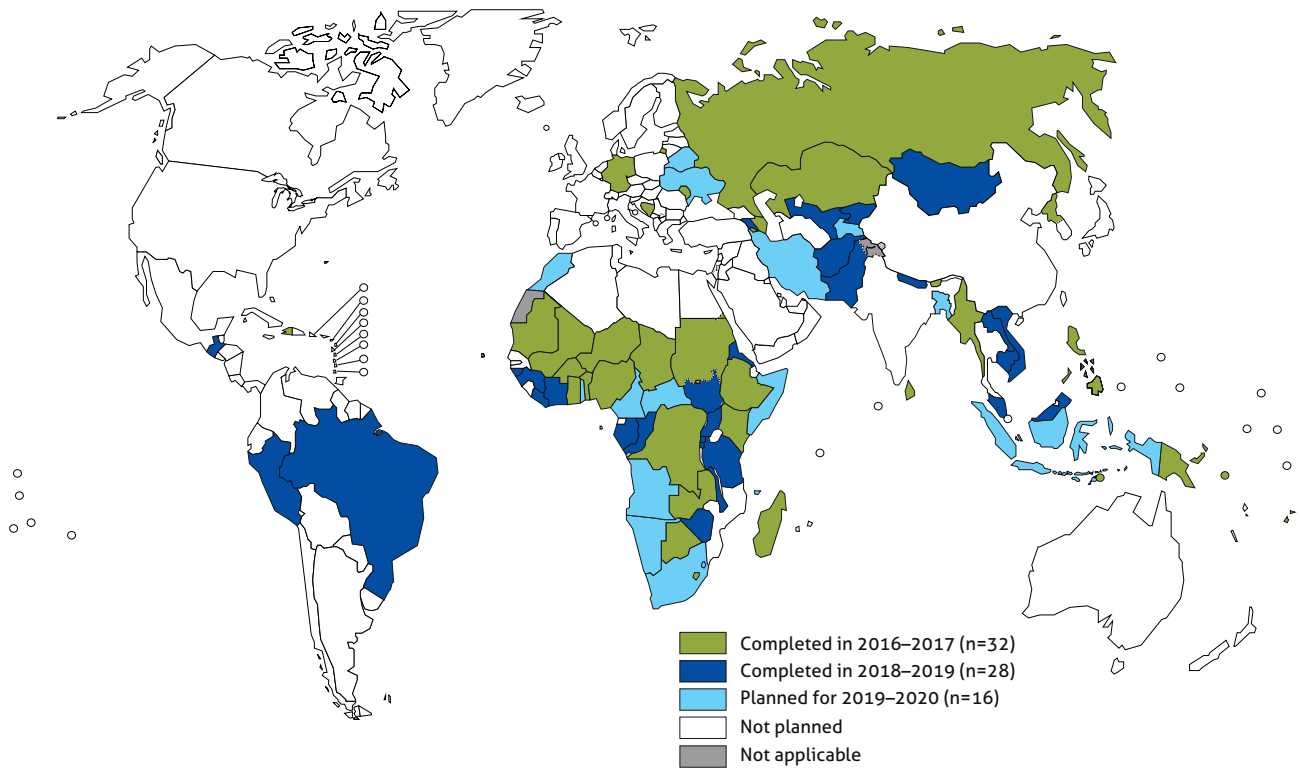 Completed in 2016–2017 (n=32)
Completed in 2018–2019 (n=28)
Planned for 2019–2020 (n=16)
Not planned
Not applicable